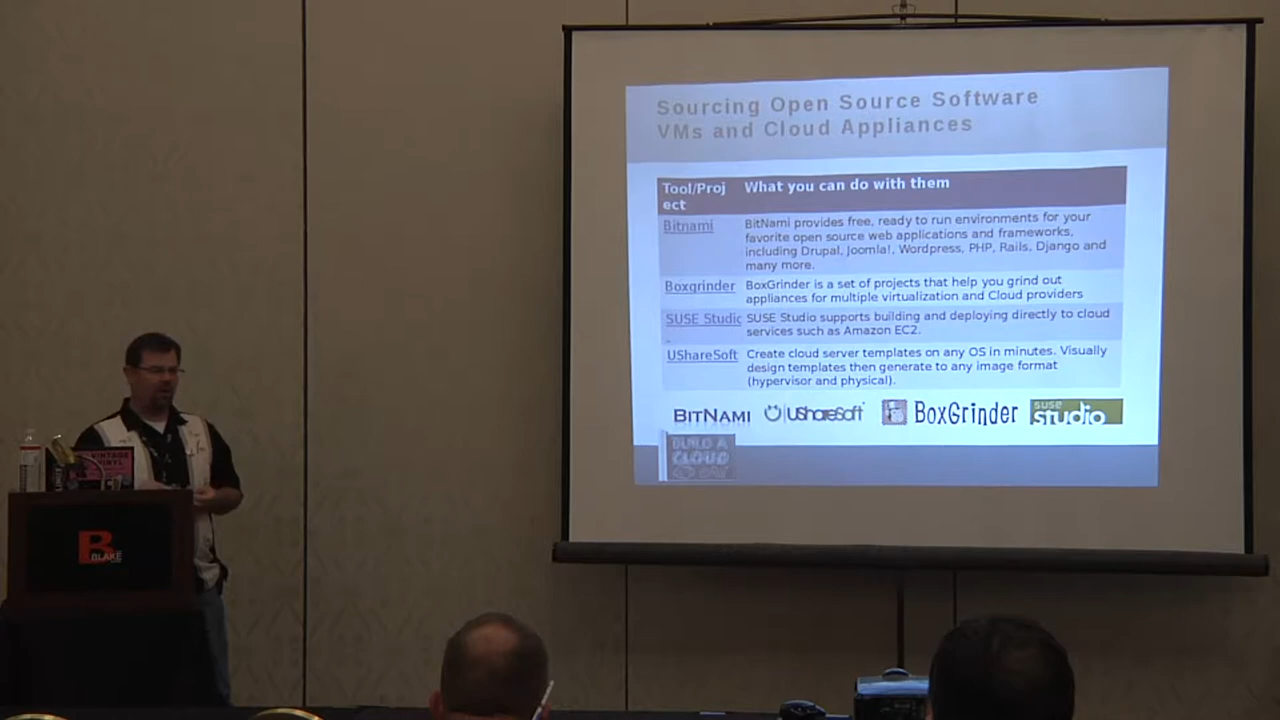 Sourcing Open Source Software
VMs and Cloud Appliances
Tool/Proj
ect
What you can do with them
Bitnami
BitNami provides free, ready to run environments for your
favorite open source web applications and frameworks,
including Drupal, Joomla!, Wordpress, PHP, Rails, Django and
many more.
Boxgrinder
BoxGrinder is a set of projects that help you grind out
appliances for multiple virtualization and Cloud providers
SUSE Studio
SUSE Studio supports building and deploying directly to cloud
services such as Amazon EC2.
UShareSoft
Create cloud server templates on any OS in minutes. Visually
design templates then generate to any image format
(hypervisor and physical).
BITNAMI
UShareSoft
BoxGrinder
SUSE
studio
BUILD A
CLOUD
DAY
VINTAGE
VINYL
B
BLAKE